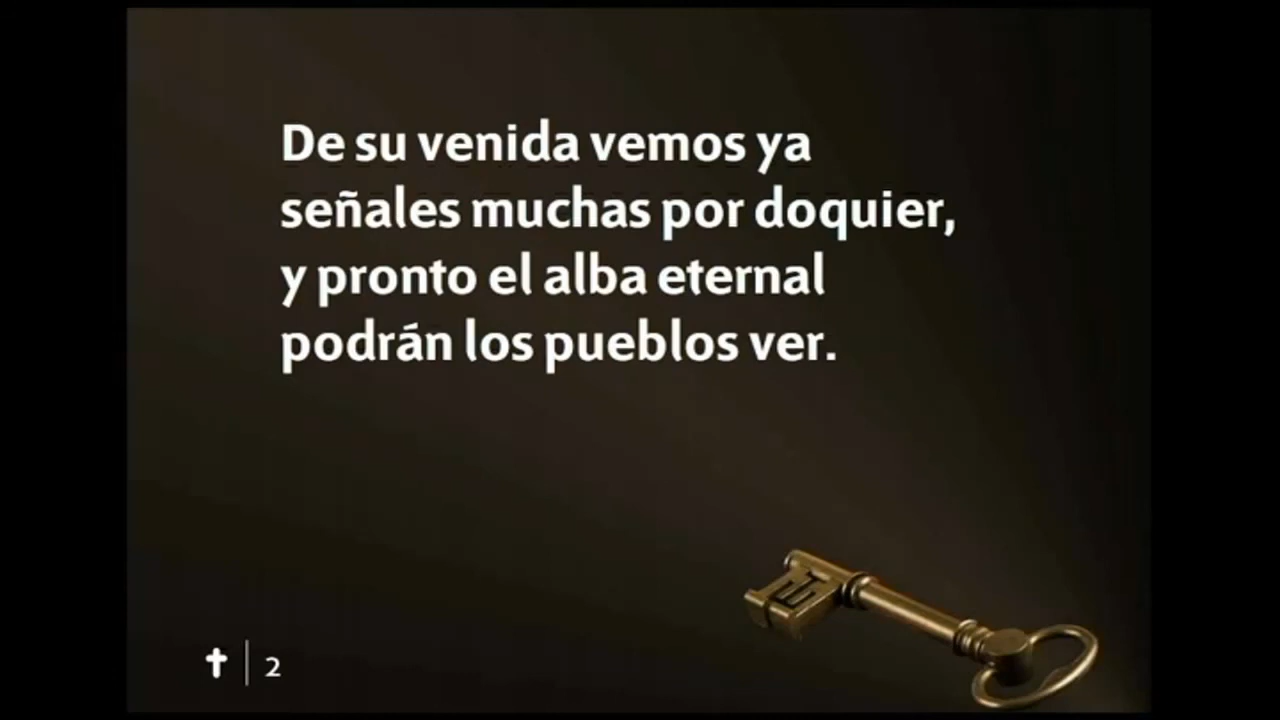 De su venida vemos ya
señales muchas por doquier,
y pronto el alba eternal
podrán los pueblos ver.
2